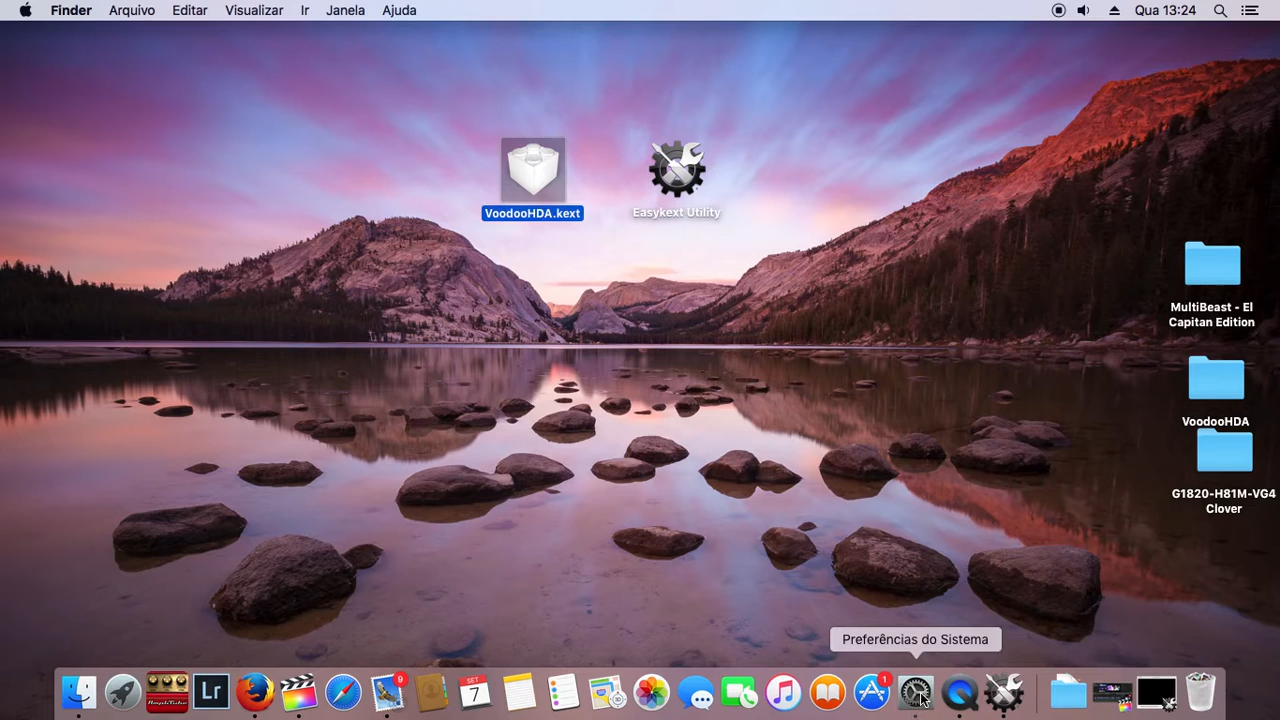 Finder Arquivo Editar Visualizar Ir Janela Ajuda Qua 13:24
VoodooHDA.kext
Easykext Utility
MultiBeast - El
Capitan Edition
VoodooHDA
G1820-H81M-VG4
Clover
Preferências do Sistema
AmpliTube
Lr
9
SET
7
1